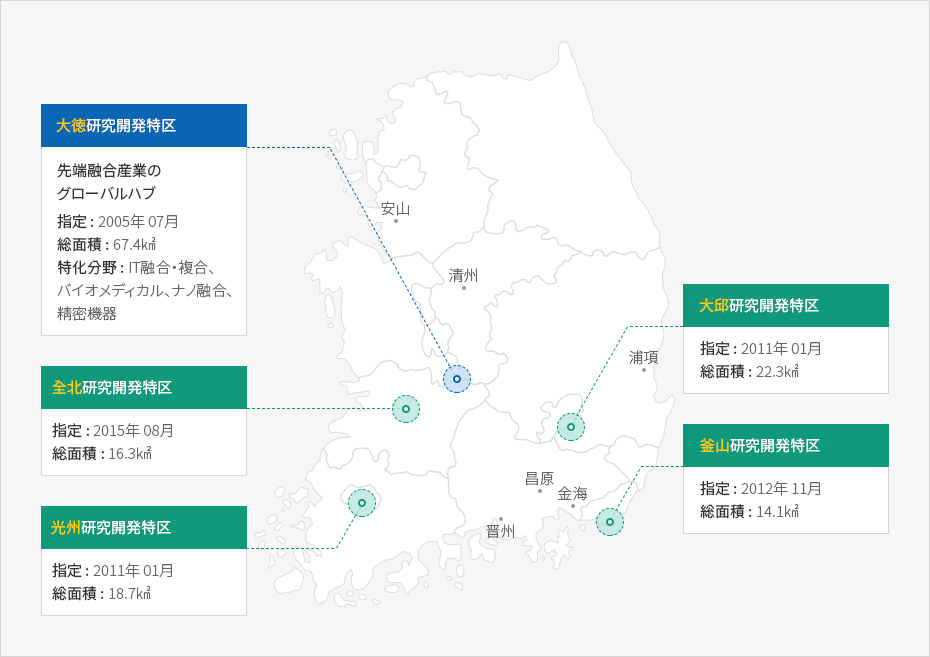 大徳研究開発特区
先端融合産業の
グローバルハブ
指定 : 2005年 07月
総面積 : 67.4㎢
特化分野 : IT融合・複合、
バイオメディカル、ナノ融合、
精密機器
全北研究開発特区
指定 : 2015年 08月
総面積 : 16.3㎢
光州研究開発特区
指定 : 2011年 01月
総面積 : 18.7㎢
安山
清州
浦項
昌原
金海
晋州
大邱研究開発特区
指定 : 2011年 01月
総面積 : 22.3㎢
釜山研究開発特区
指定 : 2012年 11月
総面積 : 14.1㎢